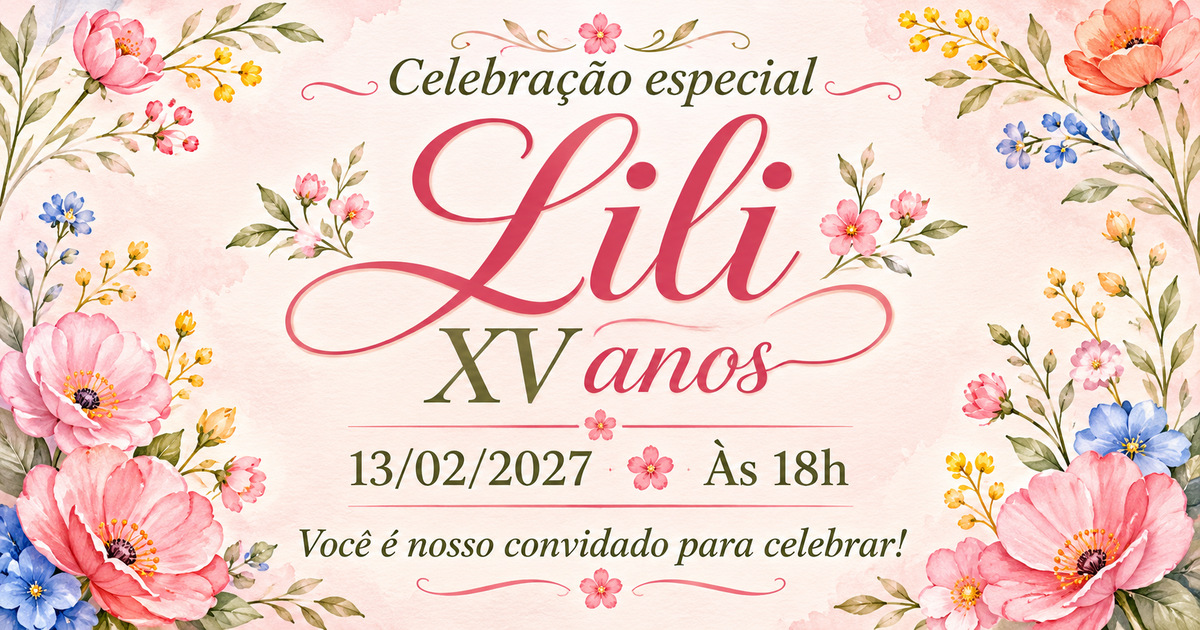 Celebração especial
Lili
XV anos
13/02/2027 Às 18h
Você é nosso convidado para celebrar!